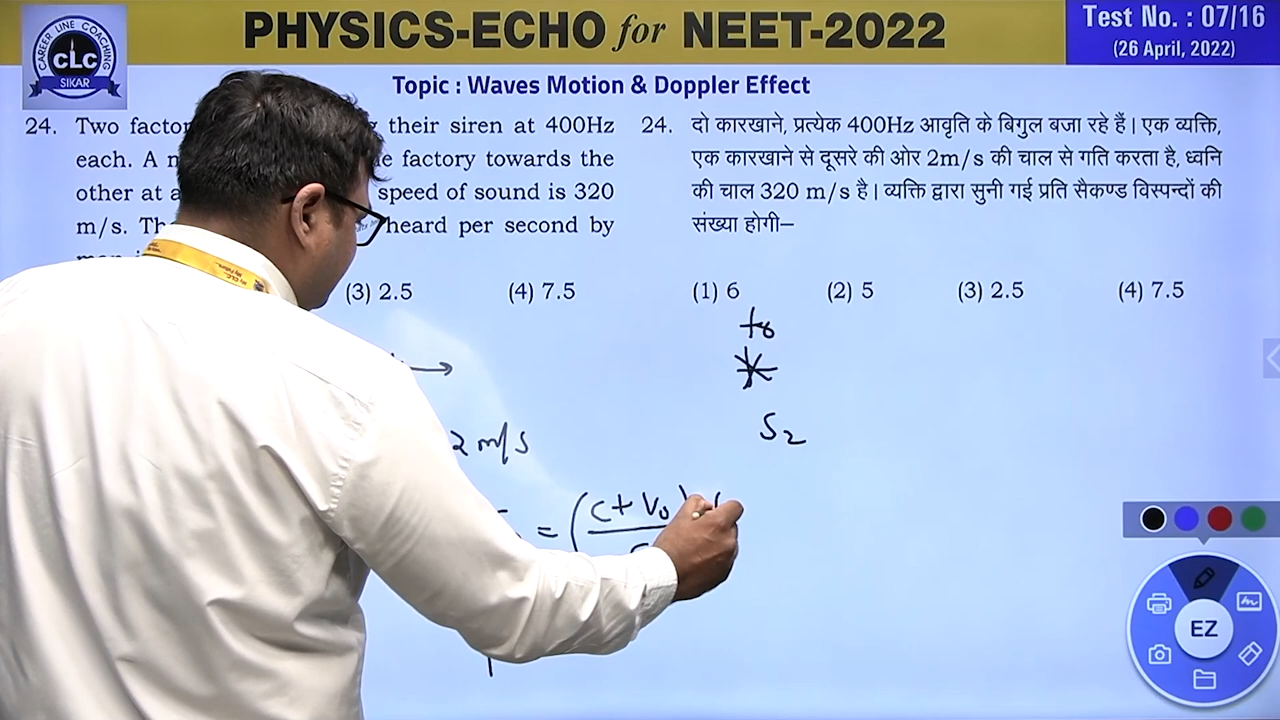 PHYSICS-ECHO for NEET-2022
Test No. : 07/16
(26 April, 2022)
CAREER LINE COACHING
CLC
SIKAR
Topic : Waves Motion & Doppler Effect
24. Two their siren at 400Hz
each. A factory towards the
other at speed of sound is 320
m/s. heard per second by
(3) 2.5 (4) 7.5
24. दो कारखाने, प्रत्येक 400Hz आवृति के बिगुल बजा रहे हैं। एक व्यक्ति,
एक कारखाने से दूसरे की ओर 2m/s की चाल से गति करता है, ध्वनि
की चाल 320 m/s है। व्यक्ति द्वारा सुनी गई प्रति सैकण्ड विस्पन्दों की
संख्या होगी–
(1) 6 (2) 5 (3) 2.5 (4) 7.5
f₀
S₂
2 m/s
= (C + V₀
EZ